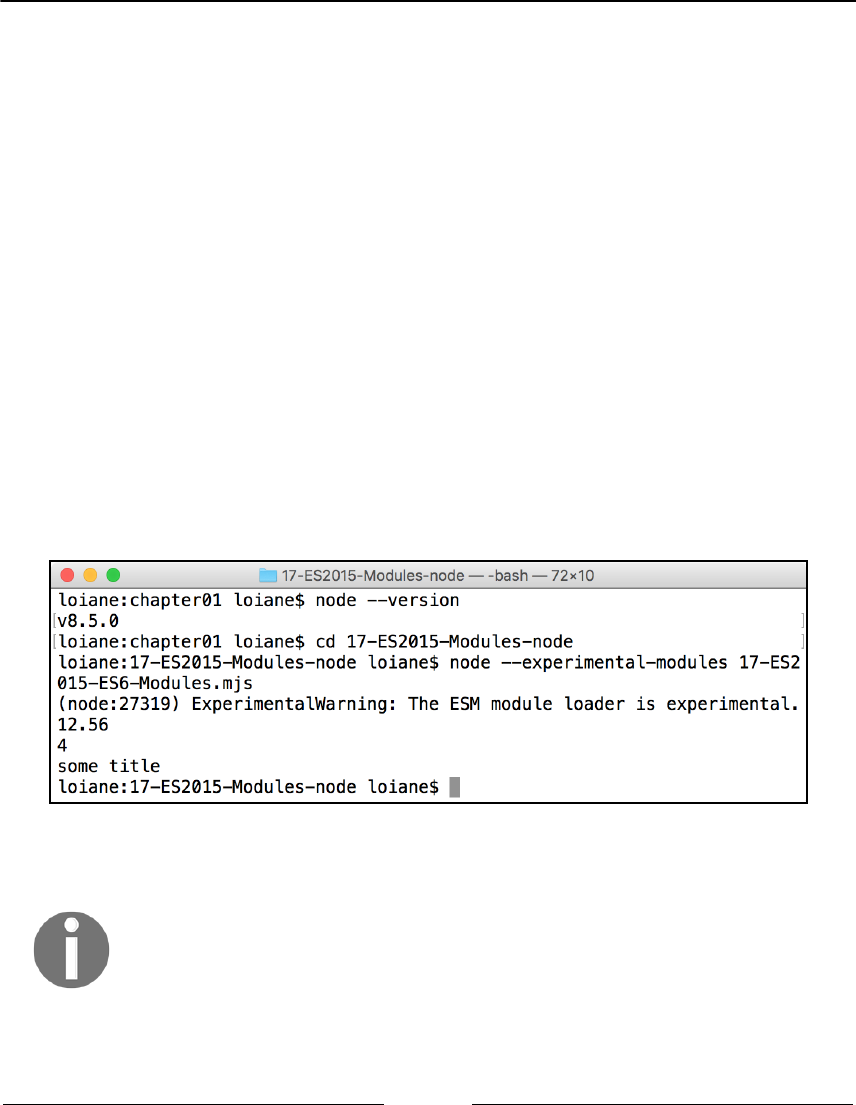 17-ES2015-Modules-node — -bash — 72×10
loiane:chapter01 loiane$ node --version
[v8.5.0 ]
[loiane:chapter01 loiane$ cd 17-ES2015-Modules-node ]
loiane:17-ES2015-Modules-node loiane$ node --experimental-modules 17-ES2
015-ES6-Modules.mjs
(node:27319) ExperimentalWarning: The ESM module loader is experimental.
12.56
4
some title
loiane:17-ES2015-Modules-node loiane$